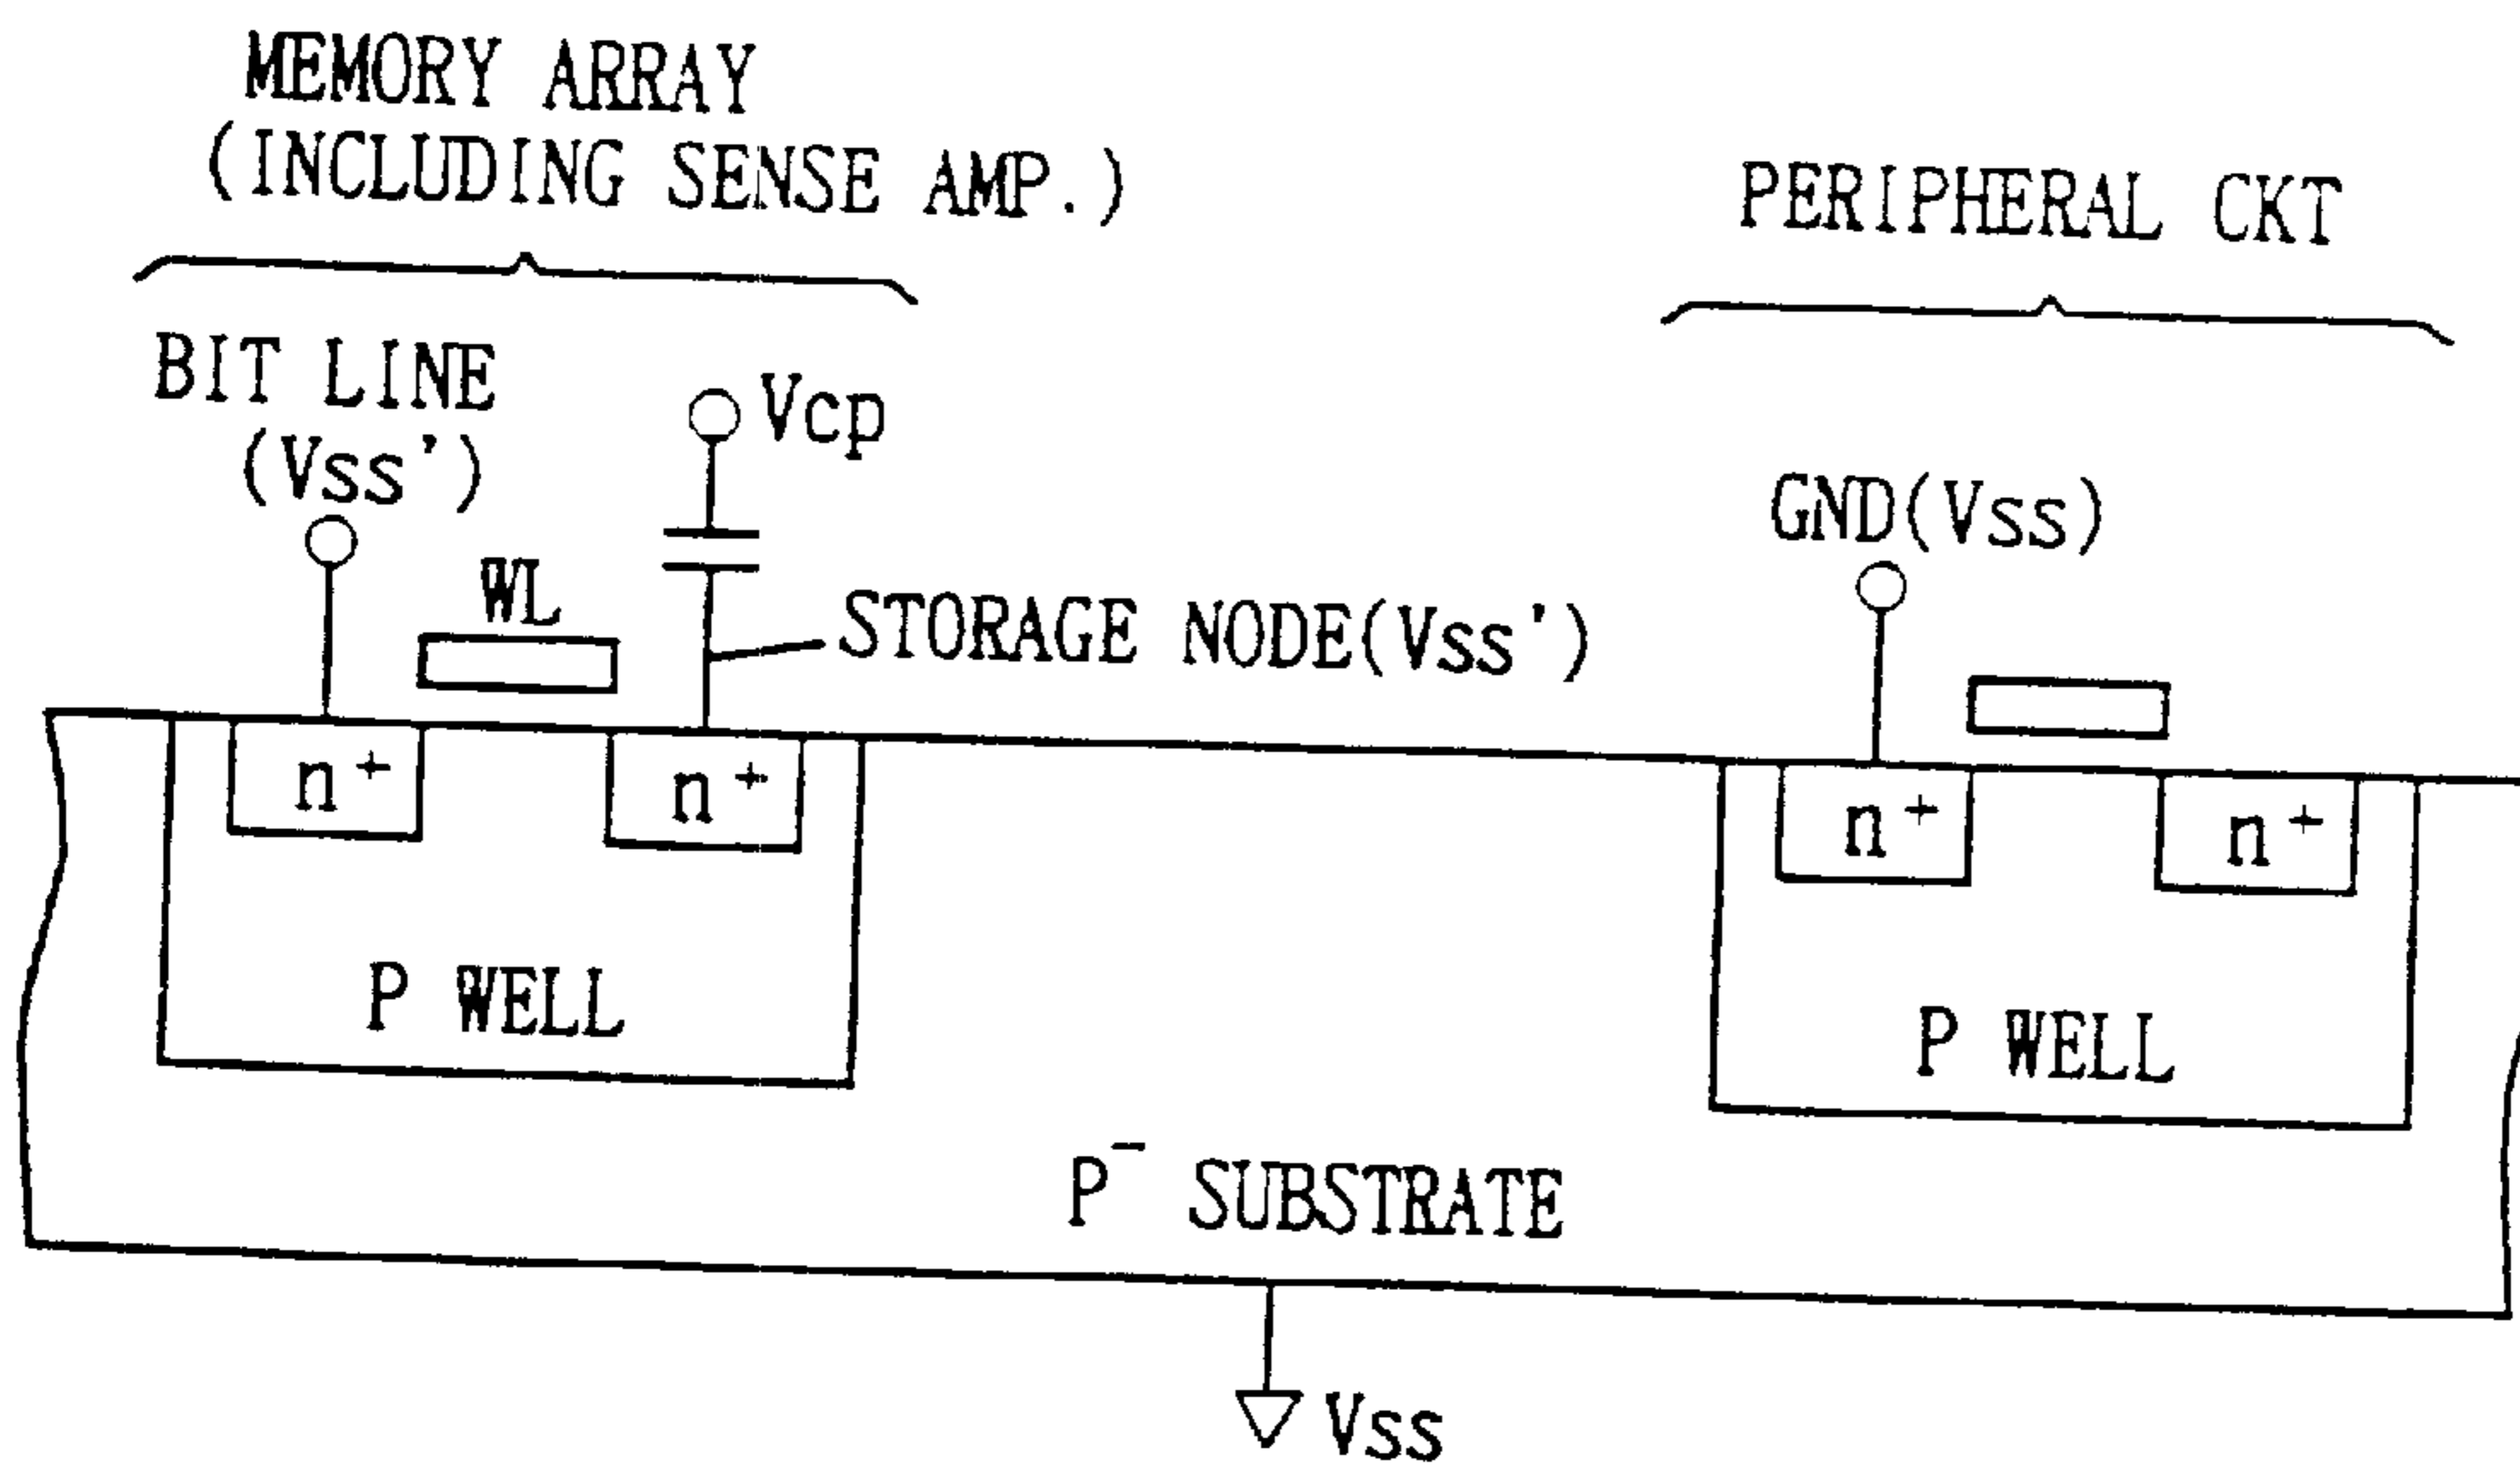 MEMORY ARRAY
(INCLUDING SENSE AMP.)
PERIPHERAL CKT
BIT LINE
(Vss')
Vcp
GND(Vss)
WL
STORAGE NODE(Vss')
n+
n+
n+
n+
P WELL
P WELL
P- SUBSTRATE
Vss